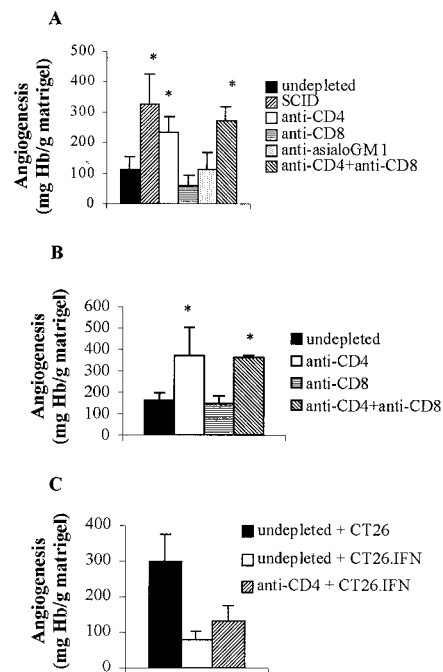 A
Angiogenesis
(mg Hb/g matrigel)
500
400
300
200
100
0
*
*
*
undepleted
SCID
anti-CD4
anti-CD8
anti-asialoGM1
anti-CD4+anti-CD8
B
Angiogenesis
(mg Hb/g matrigel)
600
500
400
300
200
100
0
*
*
undepleted
anti-CD4
anti-CD8
anti-CD4+anti-CD8
C
Angiogenesis
(mg Hb/g matrigel)
400
300
200
100
0
undepleted + CT26
undepleted + CT26.IFN
anti-CD4 + CT26.IFN